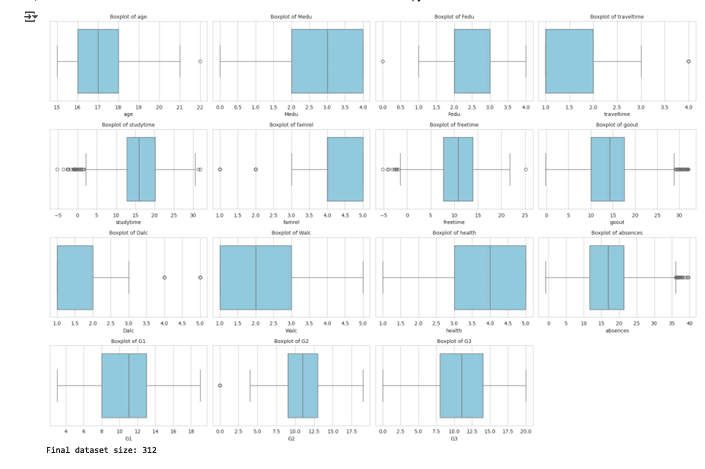 Boxplot of age Boxplot of Medu Boxplot of Fedu Boxplot of traveltime
15 16 17 18 19 20 21 22 0.0 0.5 1.0 1.5 2.0 2.5 3.0 3.5 4.0 0.0 0.5 1.0 1.5 2.0 2.5 3.0 3.5 4.0 1.0 1.5 2.0 2.5 3.0 3.5 4.0
age Medu Fedu traveltime
Boxplot of studytime Boxplot of famrel Boxplot of freetime Boxplot of goout
−5 0 5 10 15 20 25 30 1.0 1.5 2.0 2.5 3.0 3.5 4.0 4.5 5.0 −5 0 5 10 15 20 25 0 5 10 15 20 25 30
studytime famrel freetime goout
Boxplot of Dalc Boxplot of Walc Boxplot of health Boxplot of absences
1.0 1.5 2.0 2.5 3.0 3.5 4.0 4.5 5.0 1.0 1.5 2.0 2.5 3.0 3.5 4.0 4.5 5.0 1.0 1.5 2.0 2.5 3.0 3.5 4.0 4.5 5.0 0 5 10 15 20 25 30 35 40
Dalc Walc health absences
Boxplot of G1 Boxplot of G2 Boxplot of G3
4 6 8 10 12 14 16 18 0.0 2.5 5.0 7.5 10.0 12.5 15.0 17.5 0.0 2.5 5.0 7.5 10.0 12.5 15.0 17.5 20.0
G1 G2 G3
Final dataset size: 312